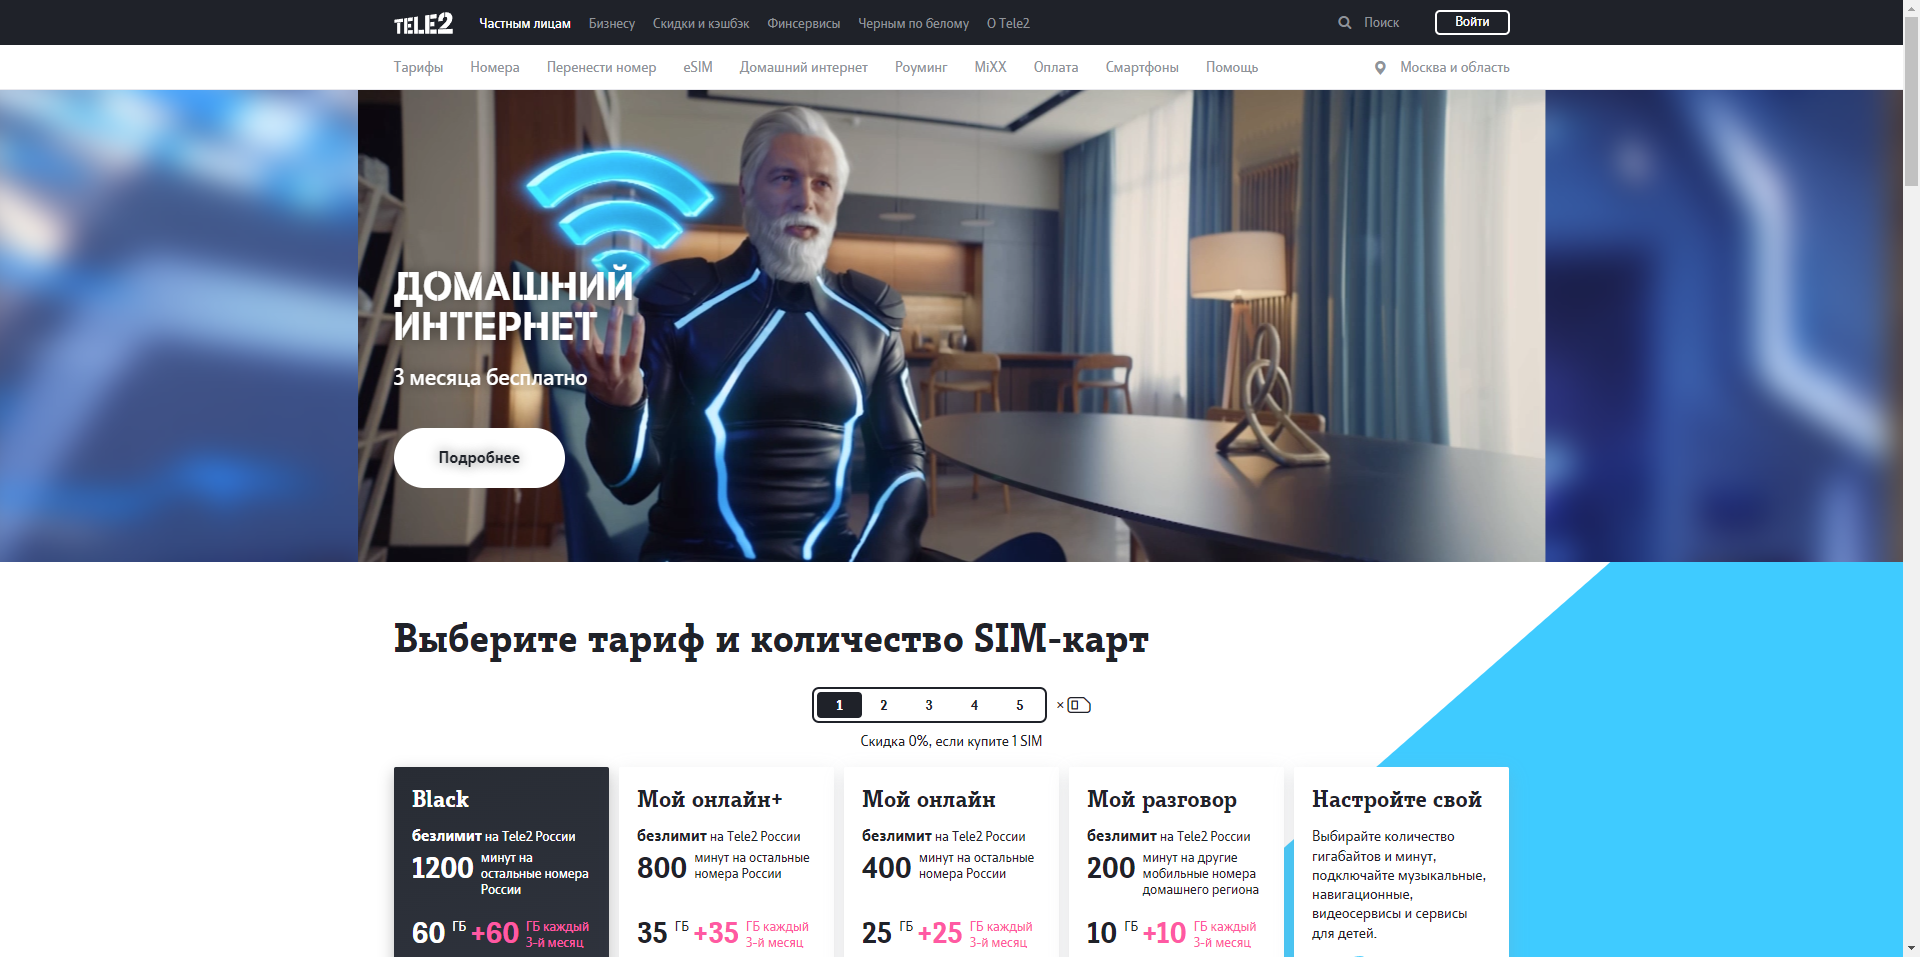 TELE2 Частным лицам Бизнесу Скидки и кэшбэк Финсервисы Черным по белому О Tele2 Поиск Войти
Тарифы Номера Перенести номер eSIM Домашний интернет Роуминг MiXX Оплата Смартфоны Помощь Москва и область
ДОМАШНИЙ
ИНТЕРНЕТ
3 месяца бесплатно
Подробнее
Выберите тариф и количество SIM-карт
1 2 3 4 5 ×
Скидка 0%, если купите 1 SIM
Black
безлимит на Tele2 России
1200 минут на
остальные номера
России
60 ГБ +60 ГБ каждый
3-й месяц
Мой онлайн+
безлимит на Tele2 России
800 минут на остальные
номера России
35 ГБ +35 ГБ каждый
3-й месяц
Мой онлайн
безлимит на Tele2 России
400 минут на остальные
номера России
25 ГБ +25 ГБ каждый
3-й месяц
Мой разговор
безлимит на Tele2 России
200 минут на другие
мобильные номера
домашнего региона
10 ГБ +10 ГБ каждый
3-й месяц
Настройте свой
Выбирайте количество
гигабайтов и минут,
подключайте музыкальные,
навигационные,
видеосервисы и сервисы
для детей.